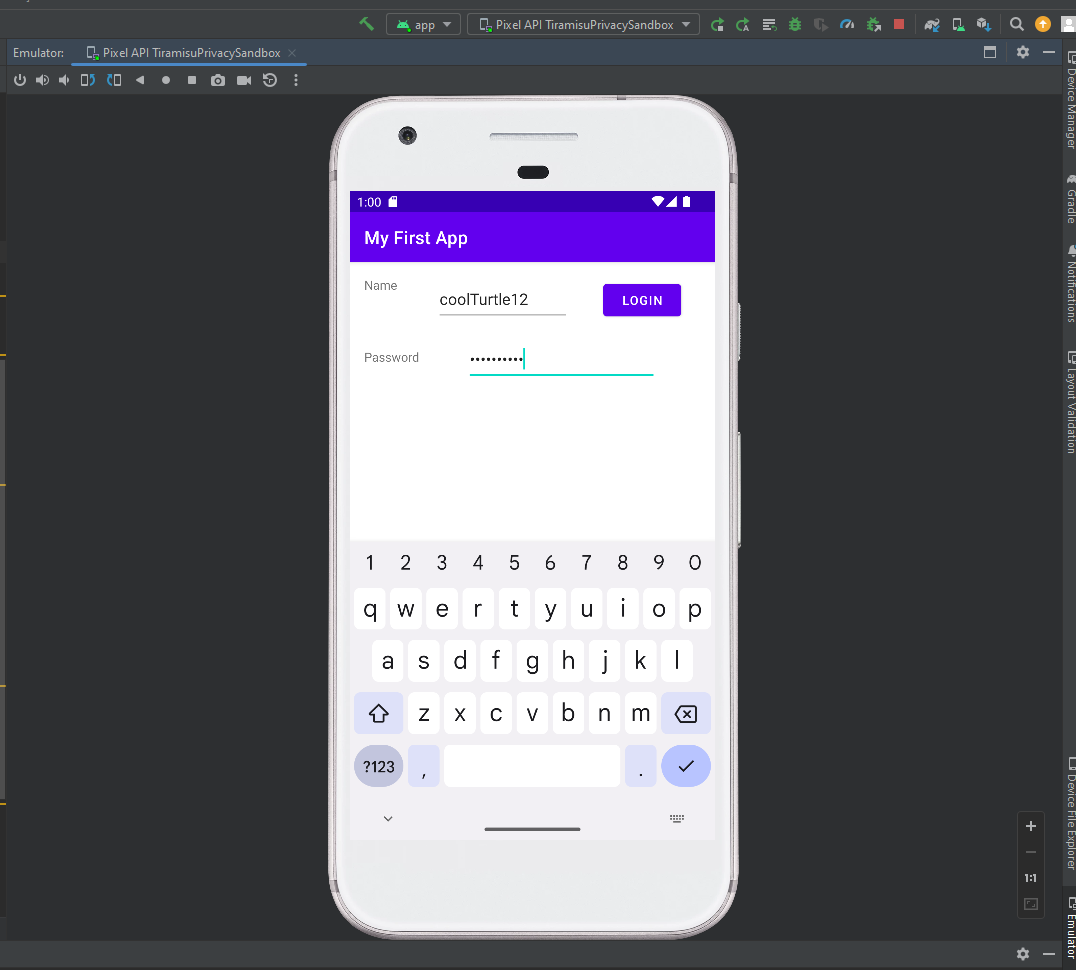 app
Pixel API TiramisuPrivacySandbox
Emulator:
Pixel API TiramisuPrivacySandbox
1:00
My First App
Name
coolTurtle12
LOGIN
Password
••••••••••
1 2 3 4 5 6 7 8 9 0
q w e r t y u i o p
a s d f g h j k l
z x c v b n m
?123 , .
1:1
Device Manager
Gradle
Notifications
Layout Validation
Device File Explorer
Emulator